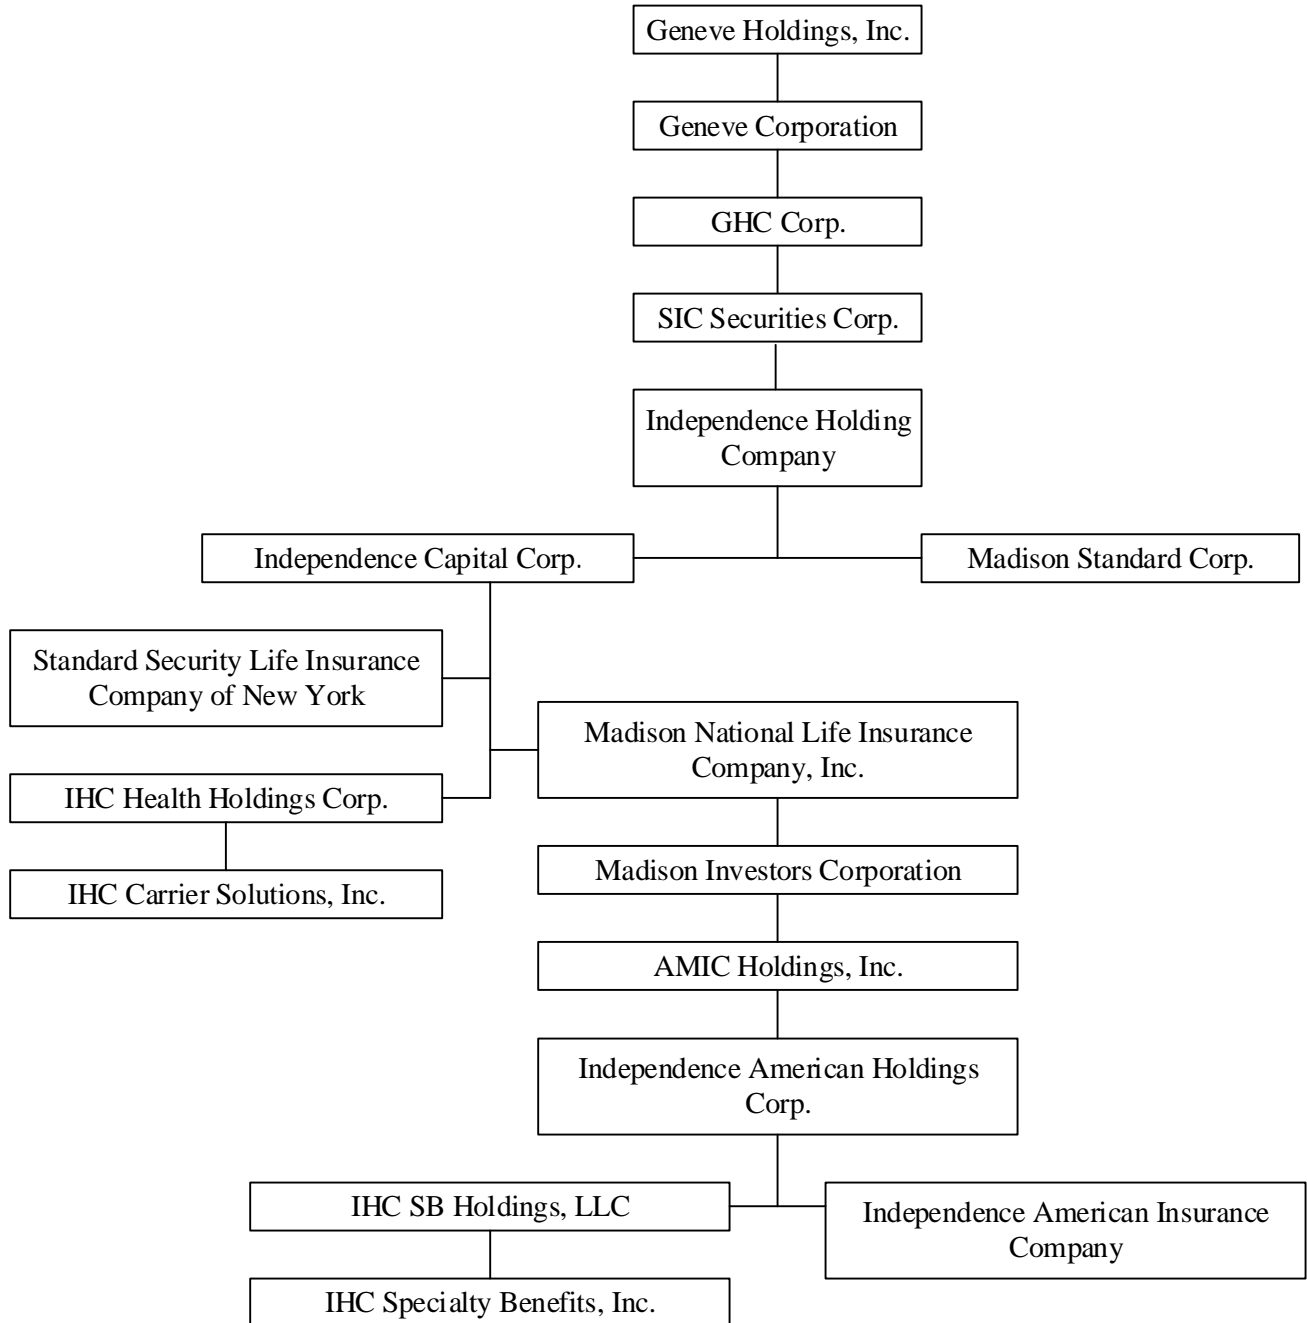 Geneve Holdings, Inc.
Geneve Corporation
GHC Corp.
SIC Securities Corp.
Independence Holding
Company
Independence Capital Corp.
Madison Standard Corp.
Standard Security Life Insurance
Company of New York
Madison National Life Insurance
Company, Inc.
IHC Health Holdings Corp.
Madison Investors Corporation
IHC Carrier Solutions, Inc.
AMIC Holdings, Inc.
Independence American Holdings
Corp.
IHC SB Holdings, LLC
Independence American Insurance
Company
IHC Specialty Benefits, Inc.